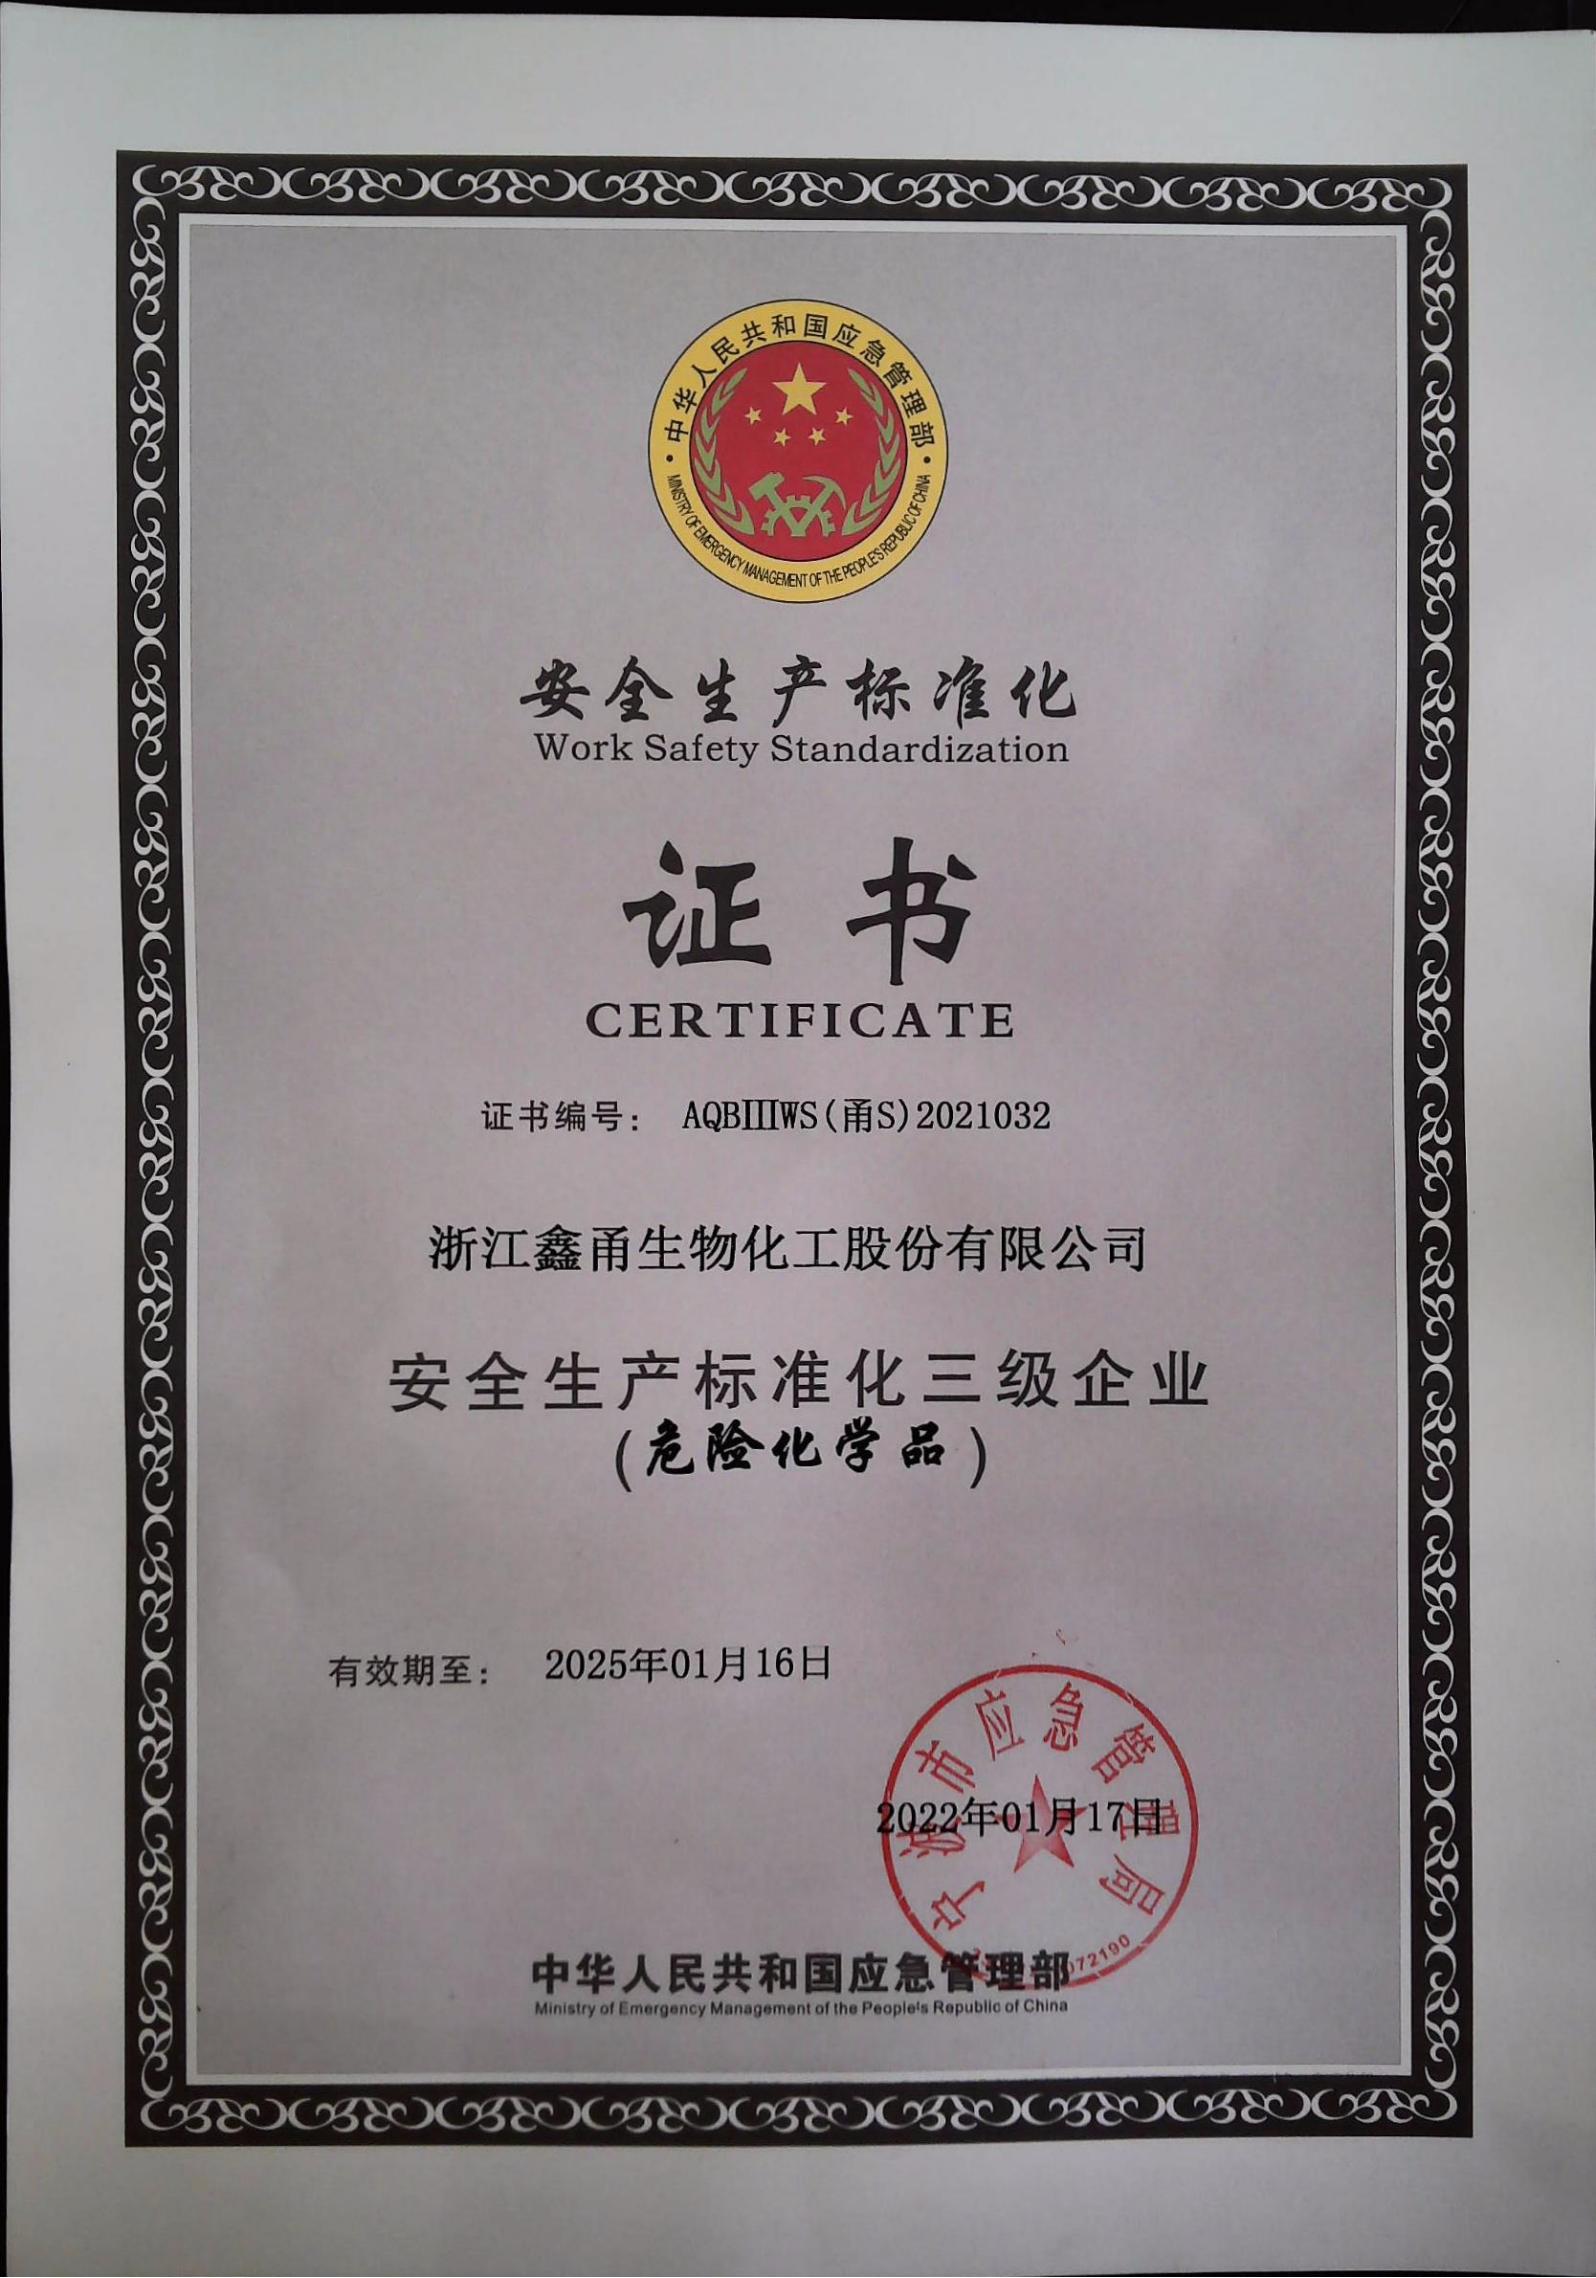 ·中华人民共和国应急管理部·
MINISTRY OF EMERGENCY MANAGEMENT OF THE PEOPLE'S REPUBLIC OF CHINA
安全生产标准化
Work Safety Standardization
证书
CERTIFICATE
证书编号： AQBⅢWS(甬S)2021032
浙江鑫甬生物化工股份有限公司
安全生产标准化三级企业
(危险化学品)
有效期至： 2025年01月16日
宁波市应急管理局
2022年01月17日
072190
中华人民共和国应急管理部
Ministry of Emergency Management of the People's Republic of China